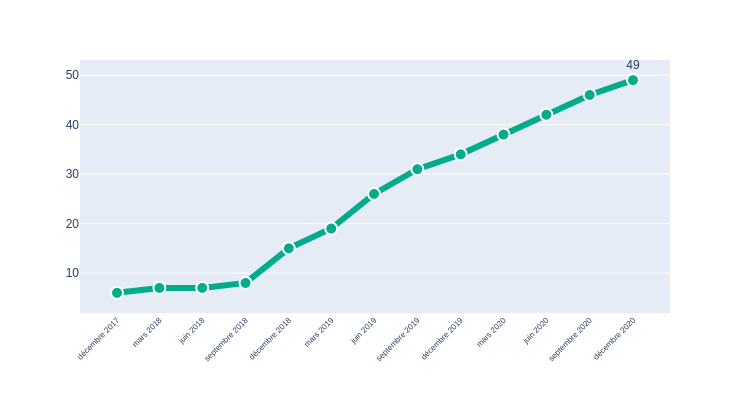 49
50
40
30
20
10
décembre 2017
mars 2018
juin 2018
septembre 2018
décembre 2018
mars 2019
juin 2019
septembre 2019
décembre 2019
mars 2020
juin 2020
septembre 2020
décembre 2020